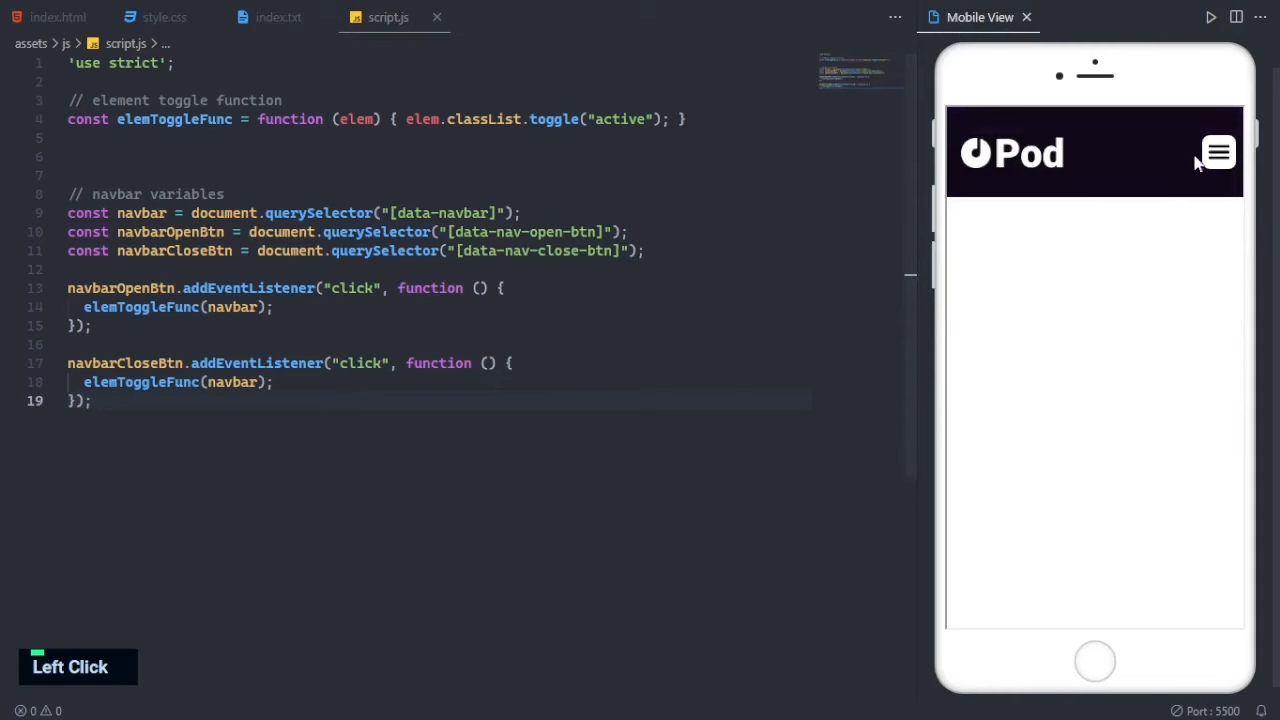 index.html style.css index.txt script.js
assets > js > script.js > ...
1 'use strict';
2
3 // element toggle function
4 const elemToggleFunc = function (elem) { elem.classList.toggle("active"); }
5
6
7
8 // navbar variables
9 const navbar = document.querySelector("[data-navbar]");
10 const navbarOpenBtn = document.querySelector("[data-nav-open-btn]");
11 const navbarCloseBtn = document.querySelector("[data-nav-close-btn]");
12
13 navbarOpenBtn.addEventListener("click", function () {
14 elemToggleFunc(navbar);
15 });
16
17 navbarCloseBtn.addEventListener("click", function () {
18 elemToggleFunc(navbar);
19 });
Left Click
0 0
Mobile View
Pod
Port : 5500